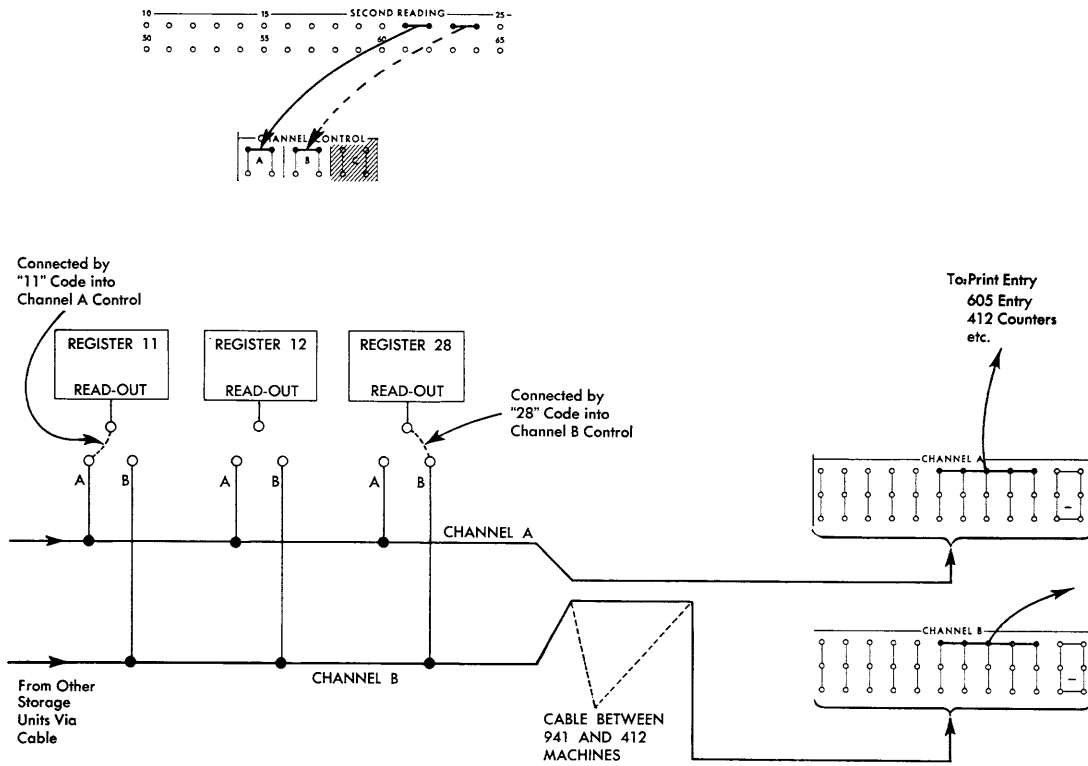 10 15 SECOND READING 25-
50 55 60 65
CHANNEL CONTROL
A B C
Connected by
"11" Code into
Channel A Control
REGISTER 11
READ-OUT
REGISTER 12
READ-OUT
REGISTER 28
READ-OUT
Connected by
"28" Code into
Channel B Control
To: Print Entry
605 Entry
412 Counters
etc.
A B A B A B
CHANNEL A
CHANNEL A
–
CHANNEL B
CHANNEL B
–
From Other
Storage
Units Via
Cable
CABLE BETWEEN
941 AND 412
MACHINES